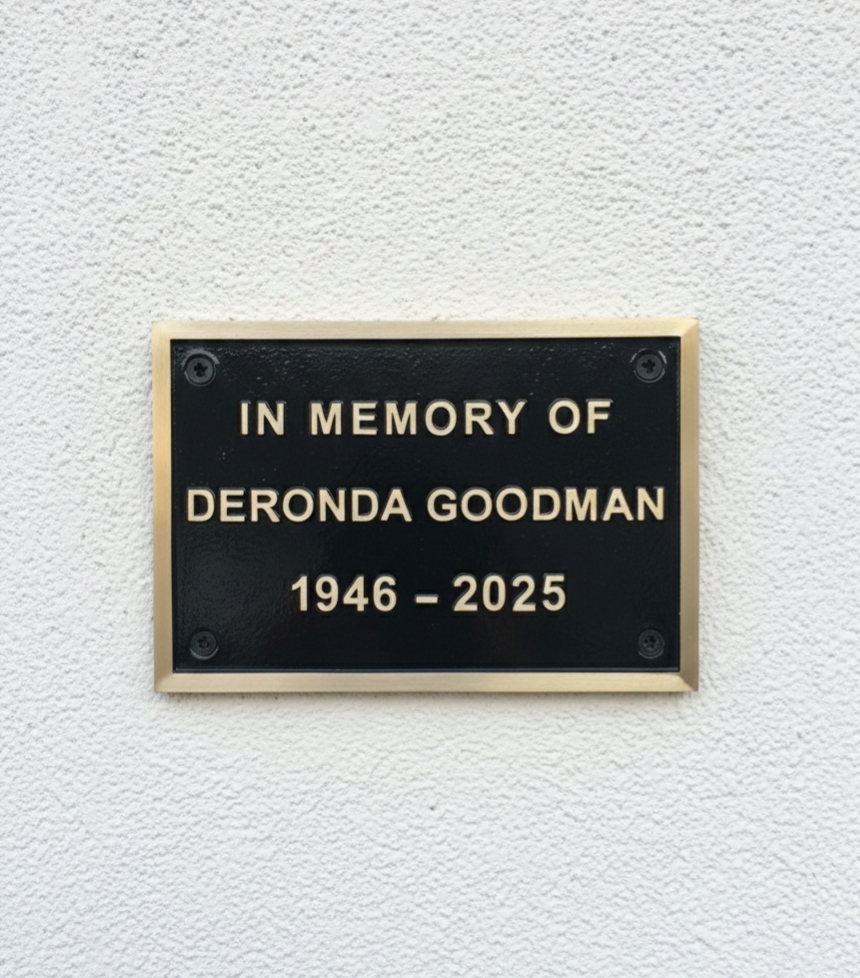 IN MEMORY OF
DERONDA GOODMAN
1946 – 2025